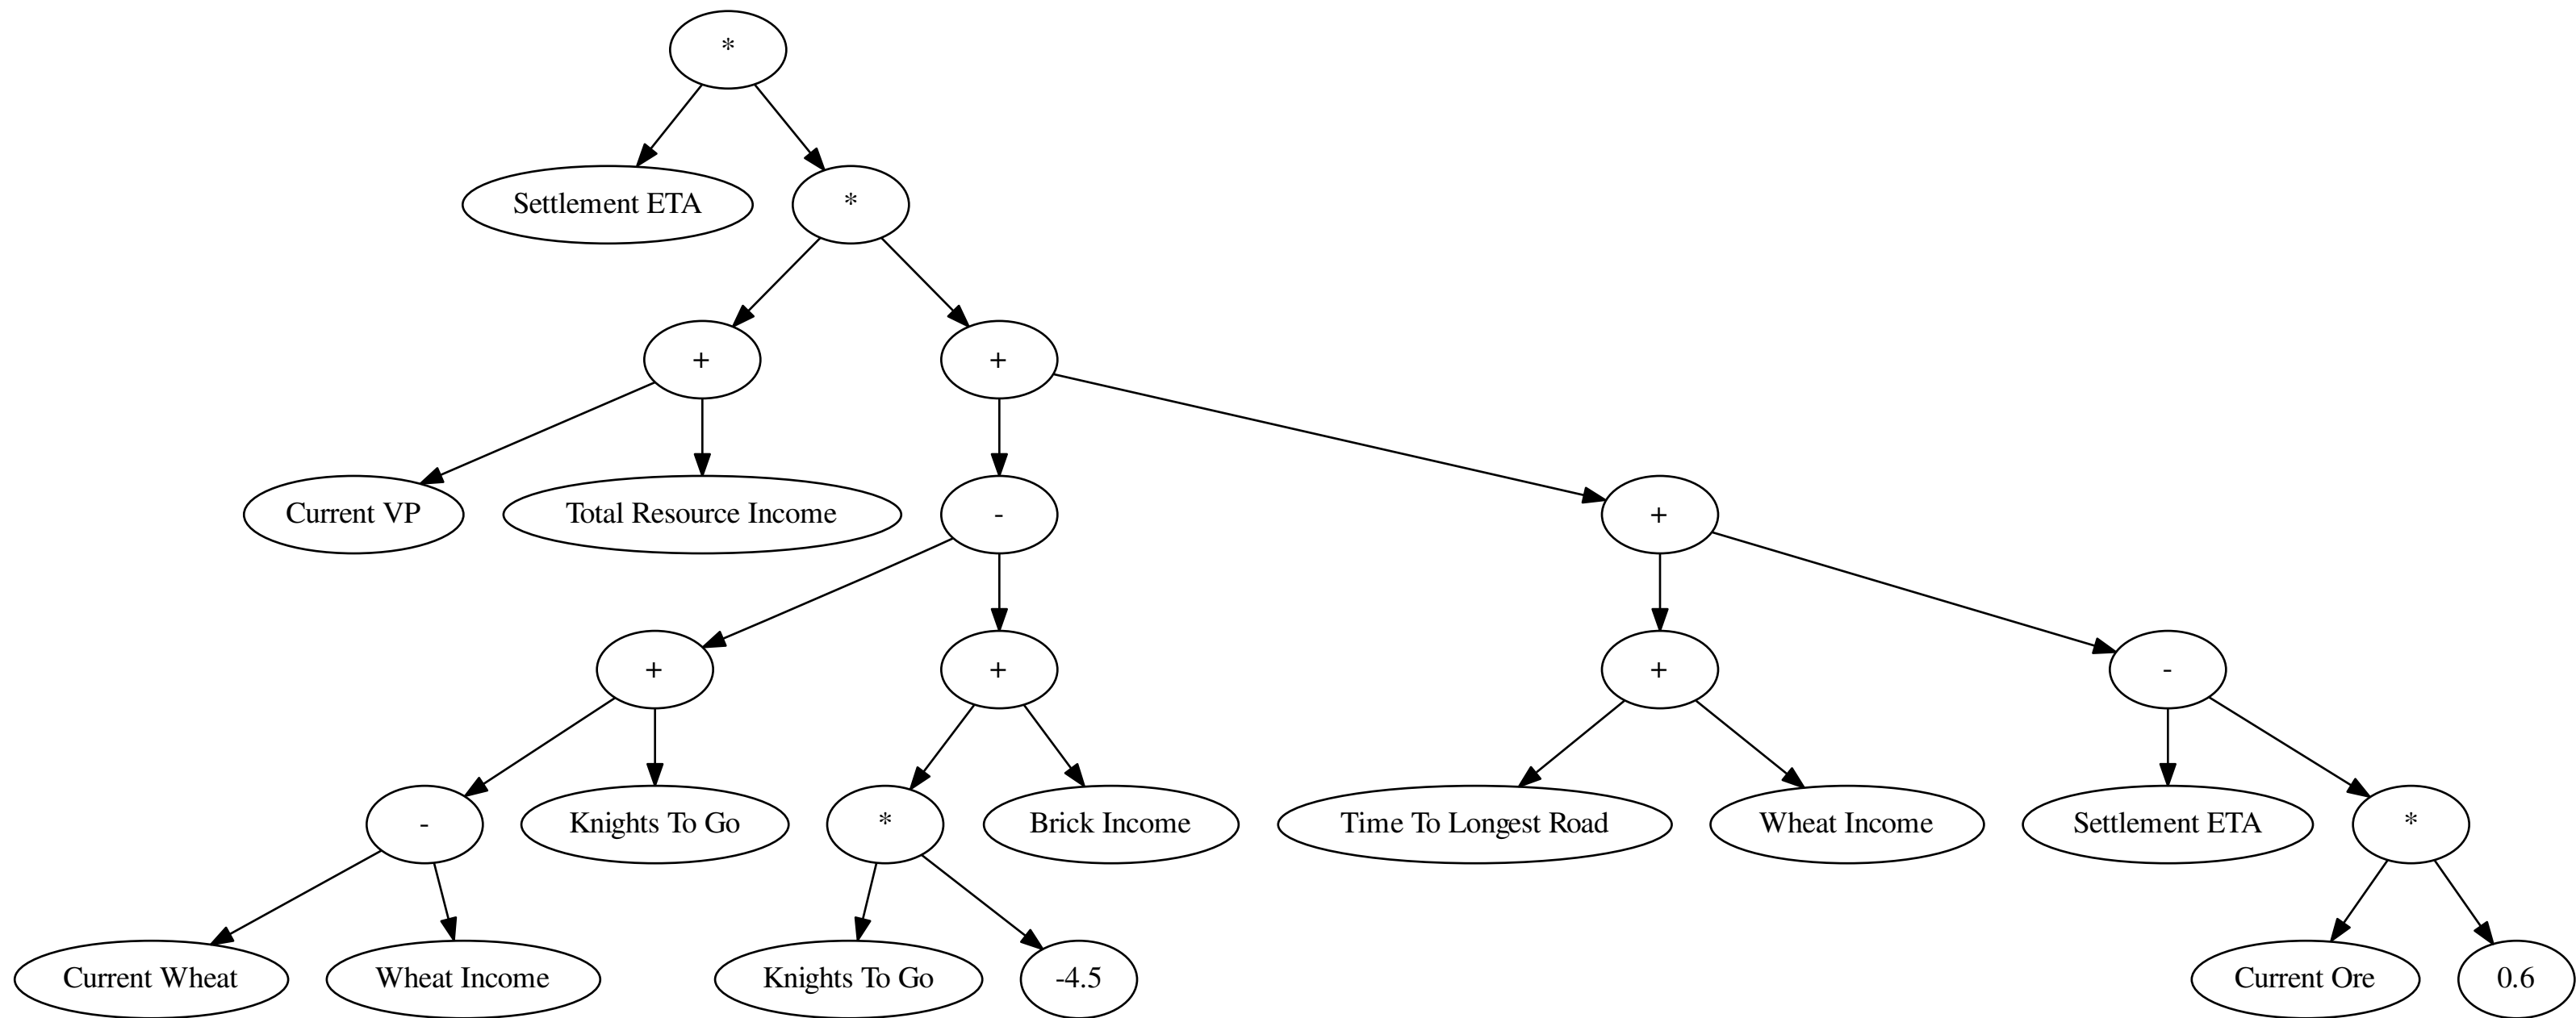 *
Settlement ETA
*
+
+
Current VP
Total Resource Income
-
+
+
+
+
-
-
Knights To Go
*
Brick Income
Time To Longest Road
Wheat Income
Settlement ETA
*
Current Wheat
Wheat Income
Knights To Go
-4.5
Current Ore
0.6